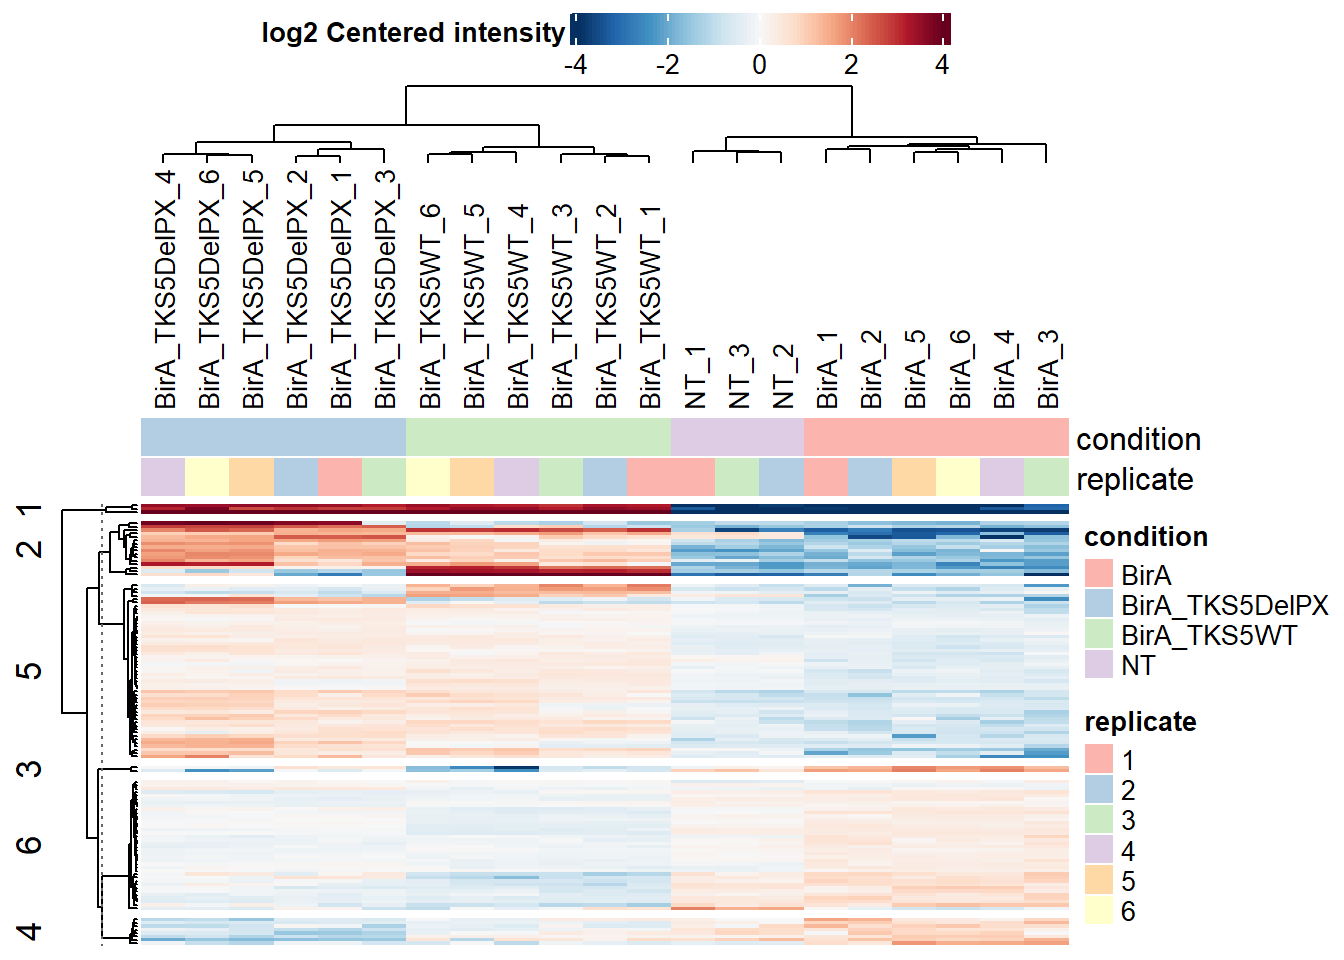 log2 Centered intensity
-4 -2 0 2 4
BirA_TKS5DelPX_4
BirA_TKS5DelPX_6
BirA_TKS5DelPX_5
BirA_TKS5DelPX_2
BirA_TKS5DelPX_1
BirA_TKS5DelPX_3
BirA_TKS5WT_6
BirA_TKS5WT_5
BirA_TKS5WT_4
BirA_TKS5WT_3
BirA_TKS5WT_2
BirA_TKS5WT_1
NT_1
NT_3
NT_2
BirA_1
BirA_2
BirA_5
BirA_6
BirA_4
BirA_3
condition
replicate
1
2
5
3
6
4
condition
BirA
BirA_TKS5DelPX
BirA_TKS5WT
NT
replicate
1
2
3
4
5
6